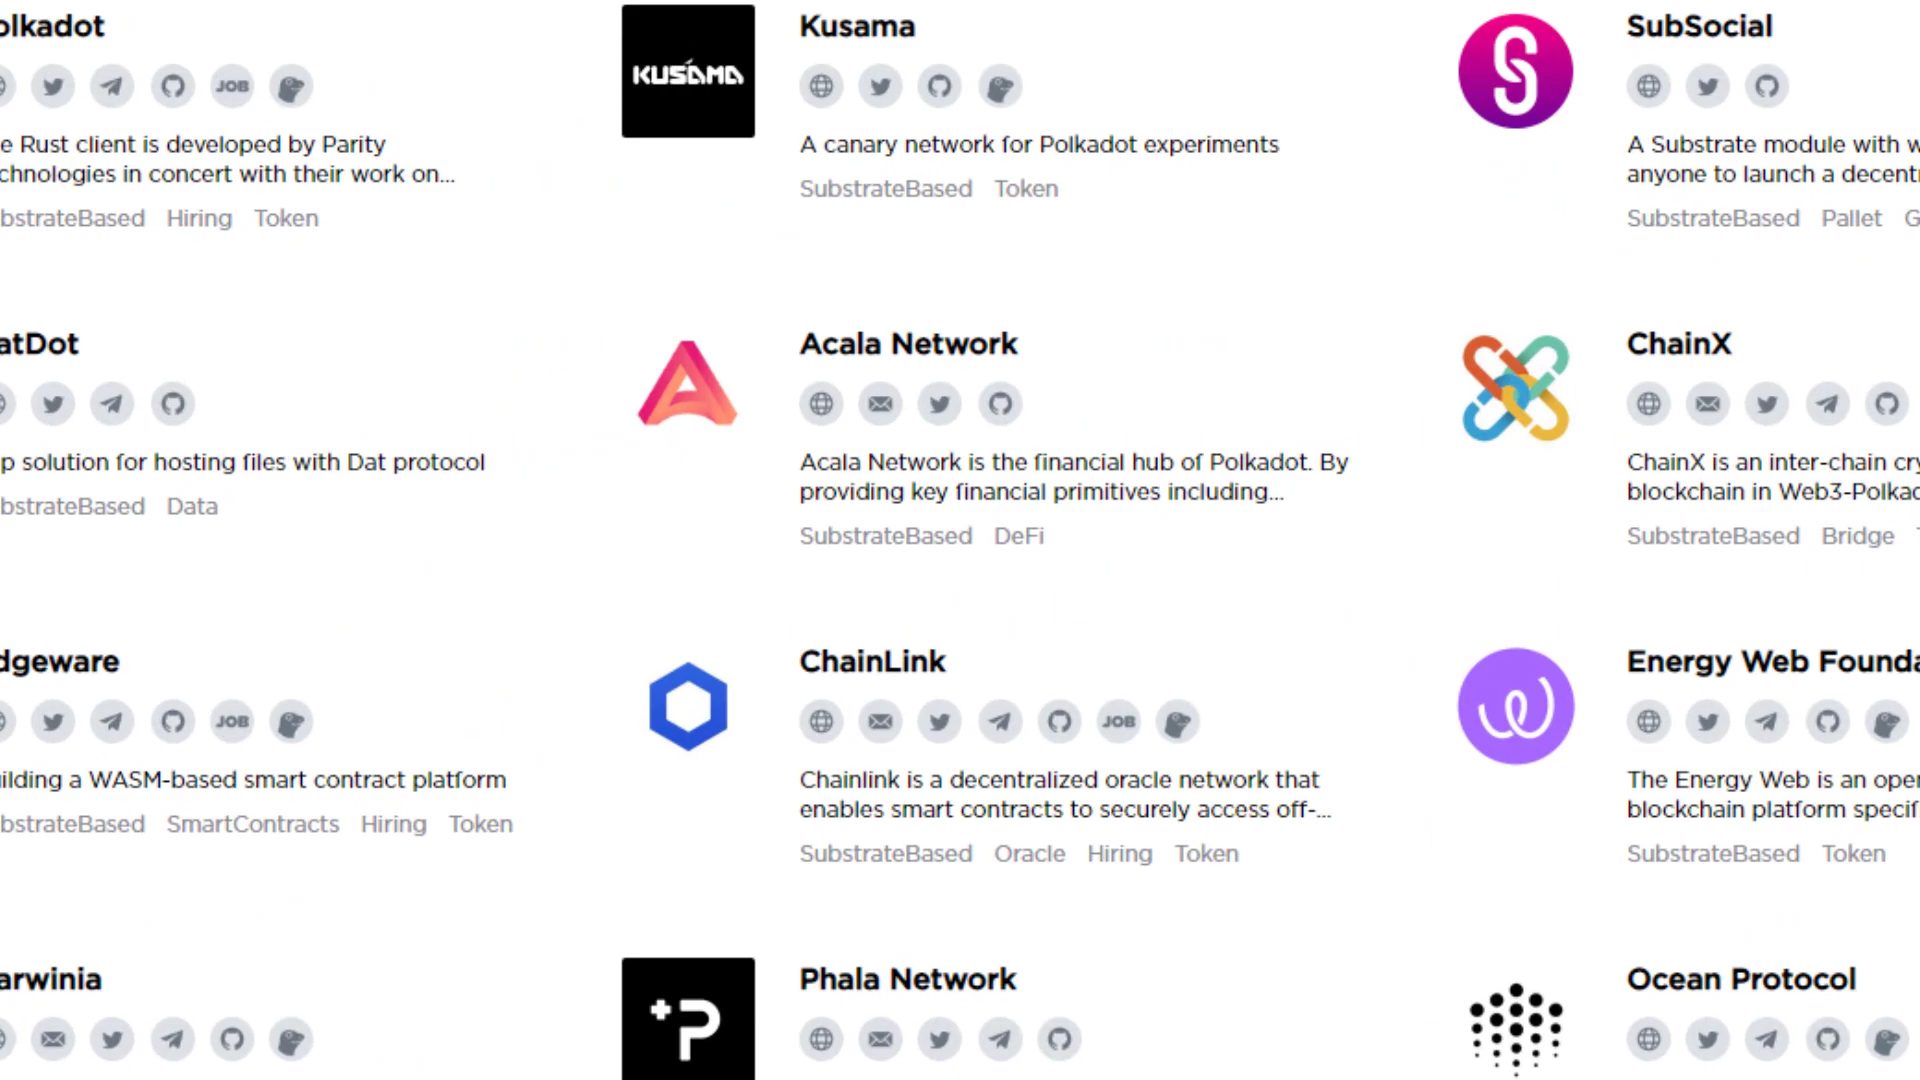 olkadot
JOB
e Rust client is developed by Parity
chnologies in concert with their work on...
bstrateBased Hiring Token
KUSAMA
Kusama
A canary network for Polkadot experiments
SubstrateBased Token
SubSocial
A Substrate module with w
anyone to launch a decentr
SubstrateBased Pallet G
atDot
p solution for hosting files with Dat protocol
bstrateBased Data
Acala Network
Acala Network is the financial hub of Polkadot. By
providing key financial primitives including...
SubstrateBased DeFi
ChainX
ChainX is an inter-chain cry
blockchain in Web3-Polkad
SubstrateBased Bridge
dgeware
JOB
ilding a WASM-based smart contract platform
bstrateBased SmartContracts Hiring Token
ChainLink
JOB
Chainlink is a decentralized oracle network that
enables smart contracts to securely access off-...
SubstrateBased Oracle Hiring Token
Energy Web Founda
The Energy Web is an open
blockchain platform specif
SubstrateBased Token
arwinia
Phala Network
Ocean Protocol